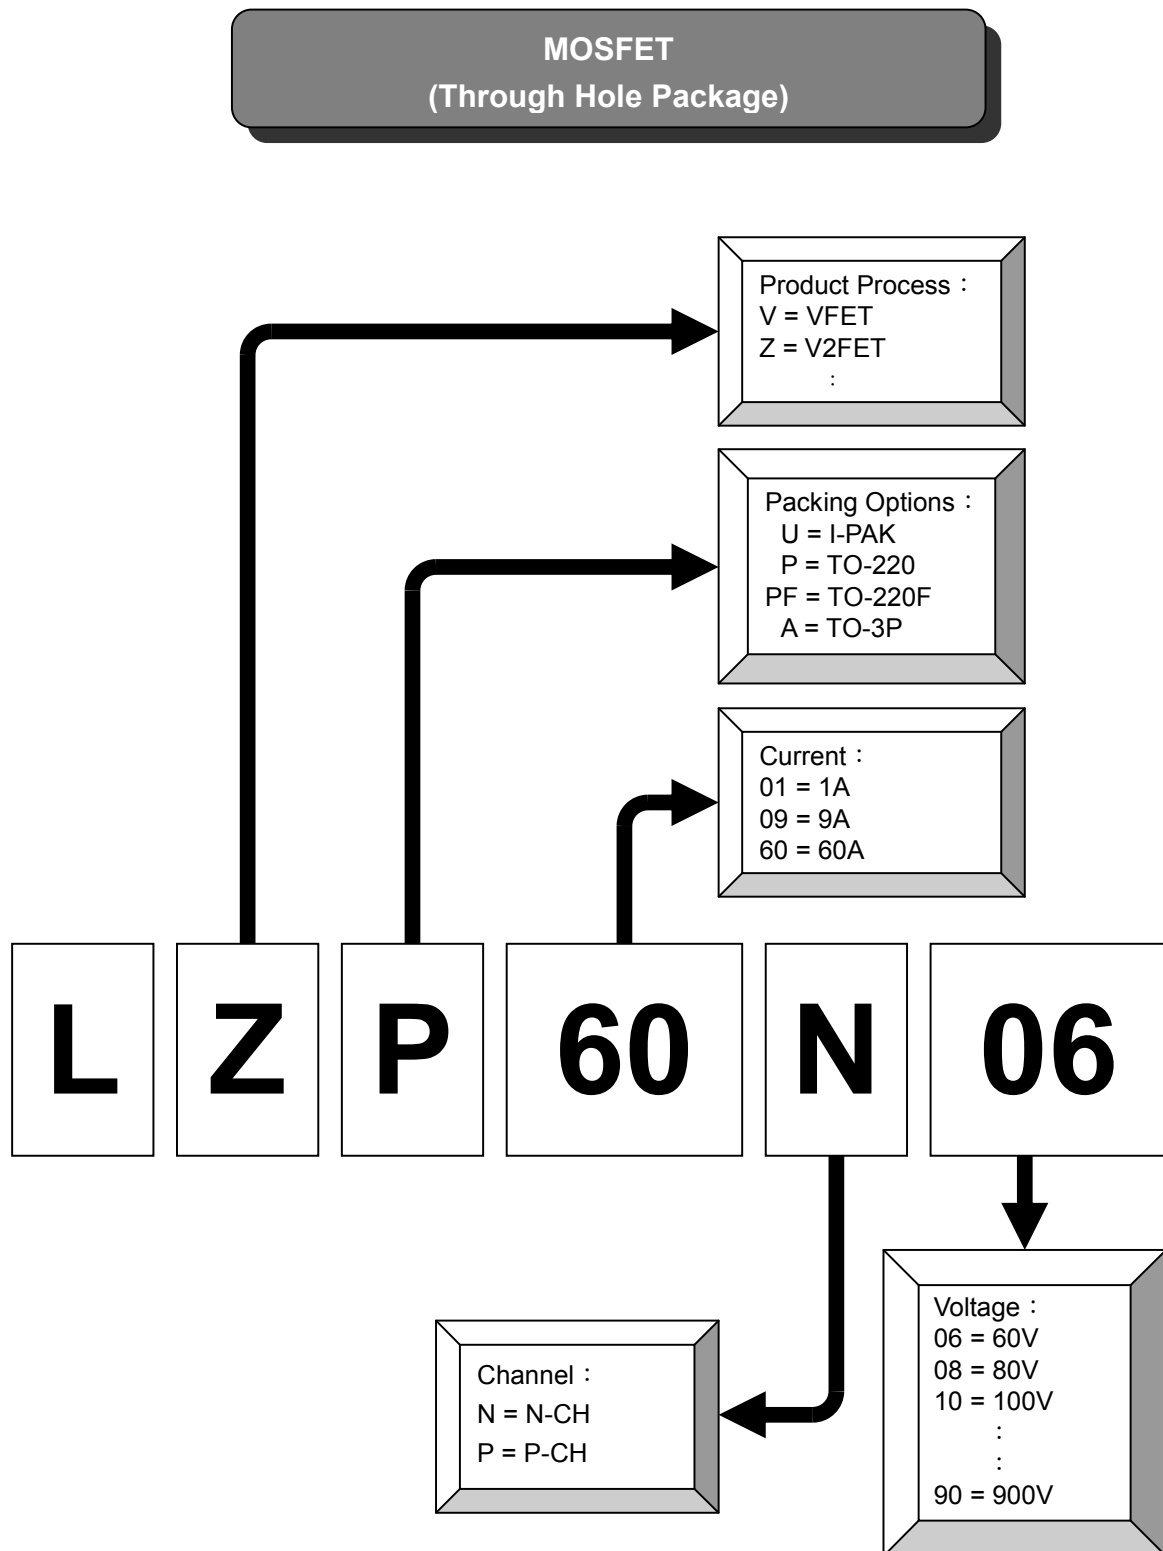 MOSFET
(Through Hole Package)
Product Process：
V = VFET
Z = V2FET
：
Packing Options：
U = I-PAK
P = TO-220
PF = TO-220F
A = TO-3P
Current：
01 = 1A
09 = 9A
60 = 60A
L Z P 60 N 06
Channel：
N = N-CH
P = P-CH
Voltage：
06 = 60V
08 = 80V
10 = 100V
：
：
90 = 900V